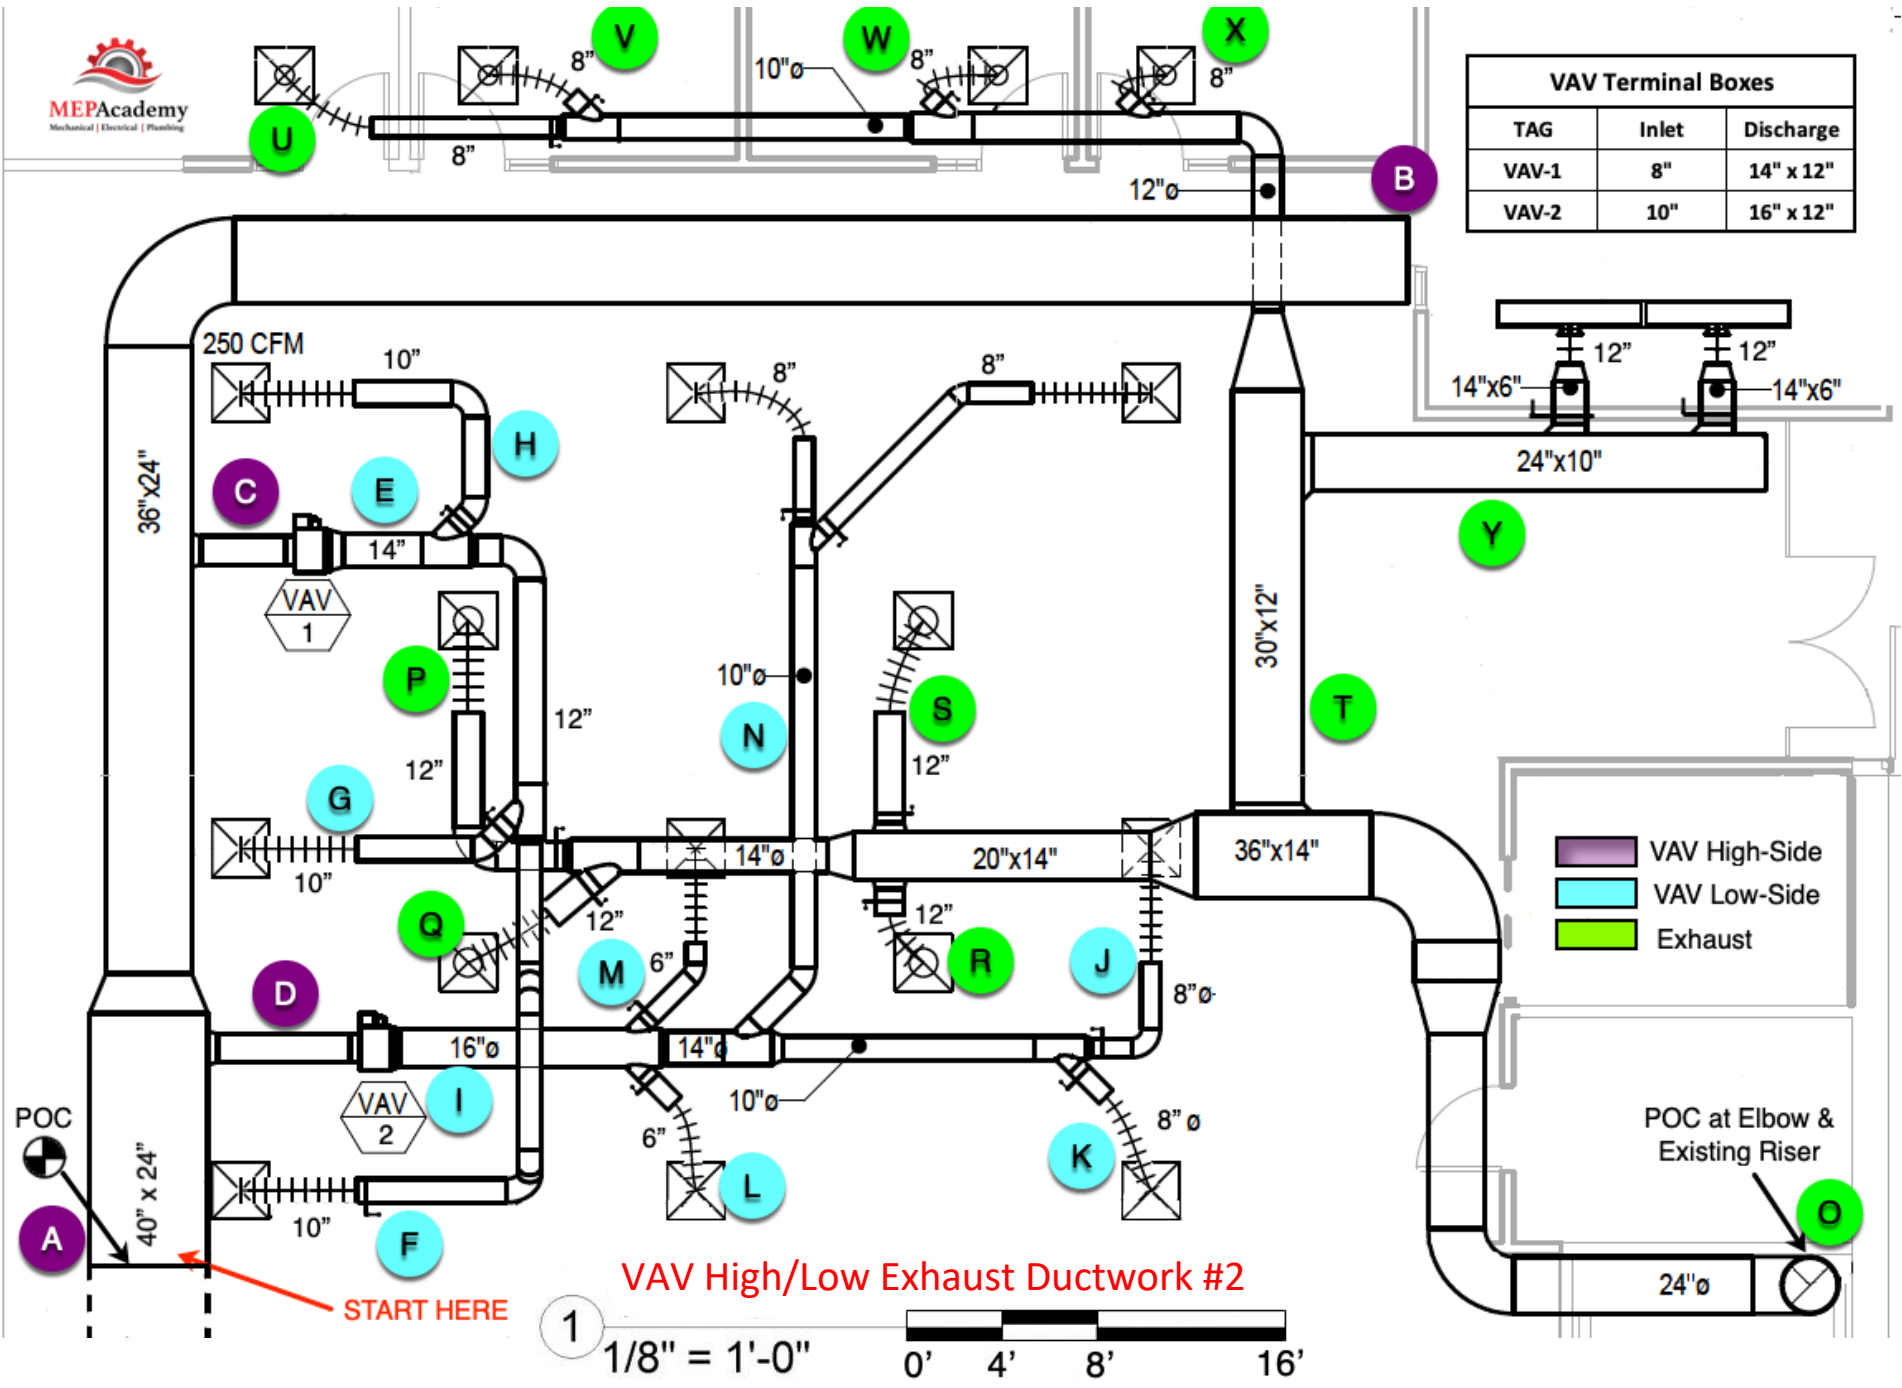 V
W
X
8"
8"
8"
10"ø
MEPAcademy
Mechanical | Electrical | Plumbing
U
8"
VAV Terminal Boxes
TAG Inlet Discharge
VAV-1 8" 14" x 12"
VAV-2 10" 16" x 12"
B
12"ø
250 CFM
10”
8”
8”
12”
12”
14"x6"
14"x6"
36"x24"
H
C
E
24"x10"
14”
Y
VAV
1
P
10"ø
S
30"x12"
T
12”
N
12”
12”
G
14"ø
20"x14"
36"x14"
VAV High-Side
10”
VAV Low-Side
Q
12”
12”
Exhaust
M
6”
R
J
D
8"ø
16"ø
14"ø
10"ø
I
VAV
2
POC
6”
8” ø
POC at Elbow &
Existing Riser
K
L
40” x 24”
A
10”
F
O
VAV High/Low Exhaust Ductwork #2
24"ø
START HERE
1
1/8" = 1'-0"
0’ 4’ 8’ 16’